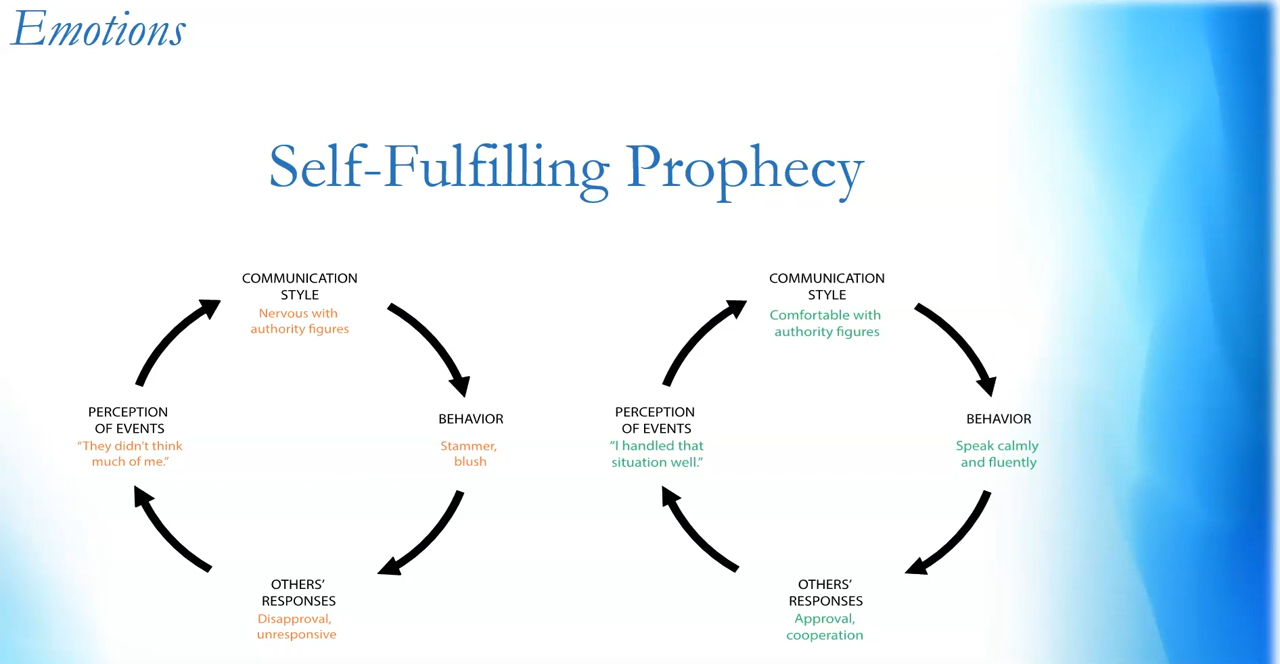 Emotions
Self-Fulfilling Prophecy
COMMUNICATION
STYLE
Nervous with
authority figures
BEHAVIOR
Stammer,
blush
OTHERS’
RESPONSES
Disapproval,
unresponsive
PERCEPTION
OF EVENTS
“They didn’t think
much of me.”
COMMUNICATION
STYLE
Comfortable with
authority figures
BEHAVIOR
Speak calmly
and fluently
OTHERS’
RESPONSES
Approval,
cooperation
PERCEPTION
OF EVENTS
“I handled that
situation well.”